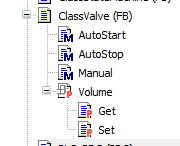 ClassValve (FB)
AutoStart
AutoStop
Manual
Volume
Get
Set